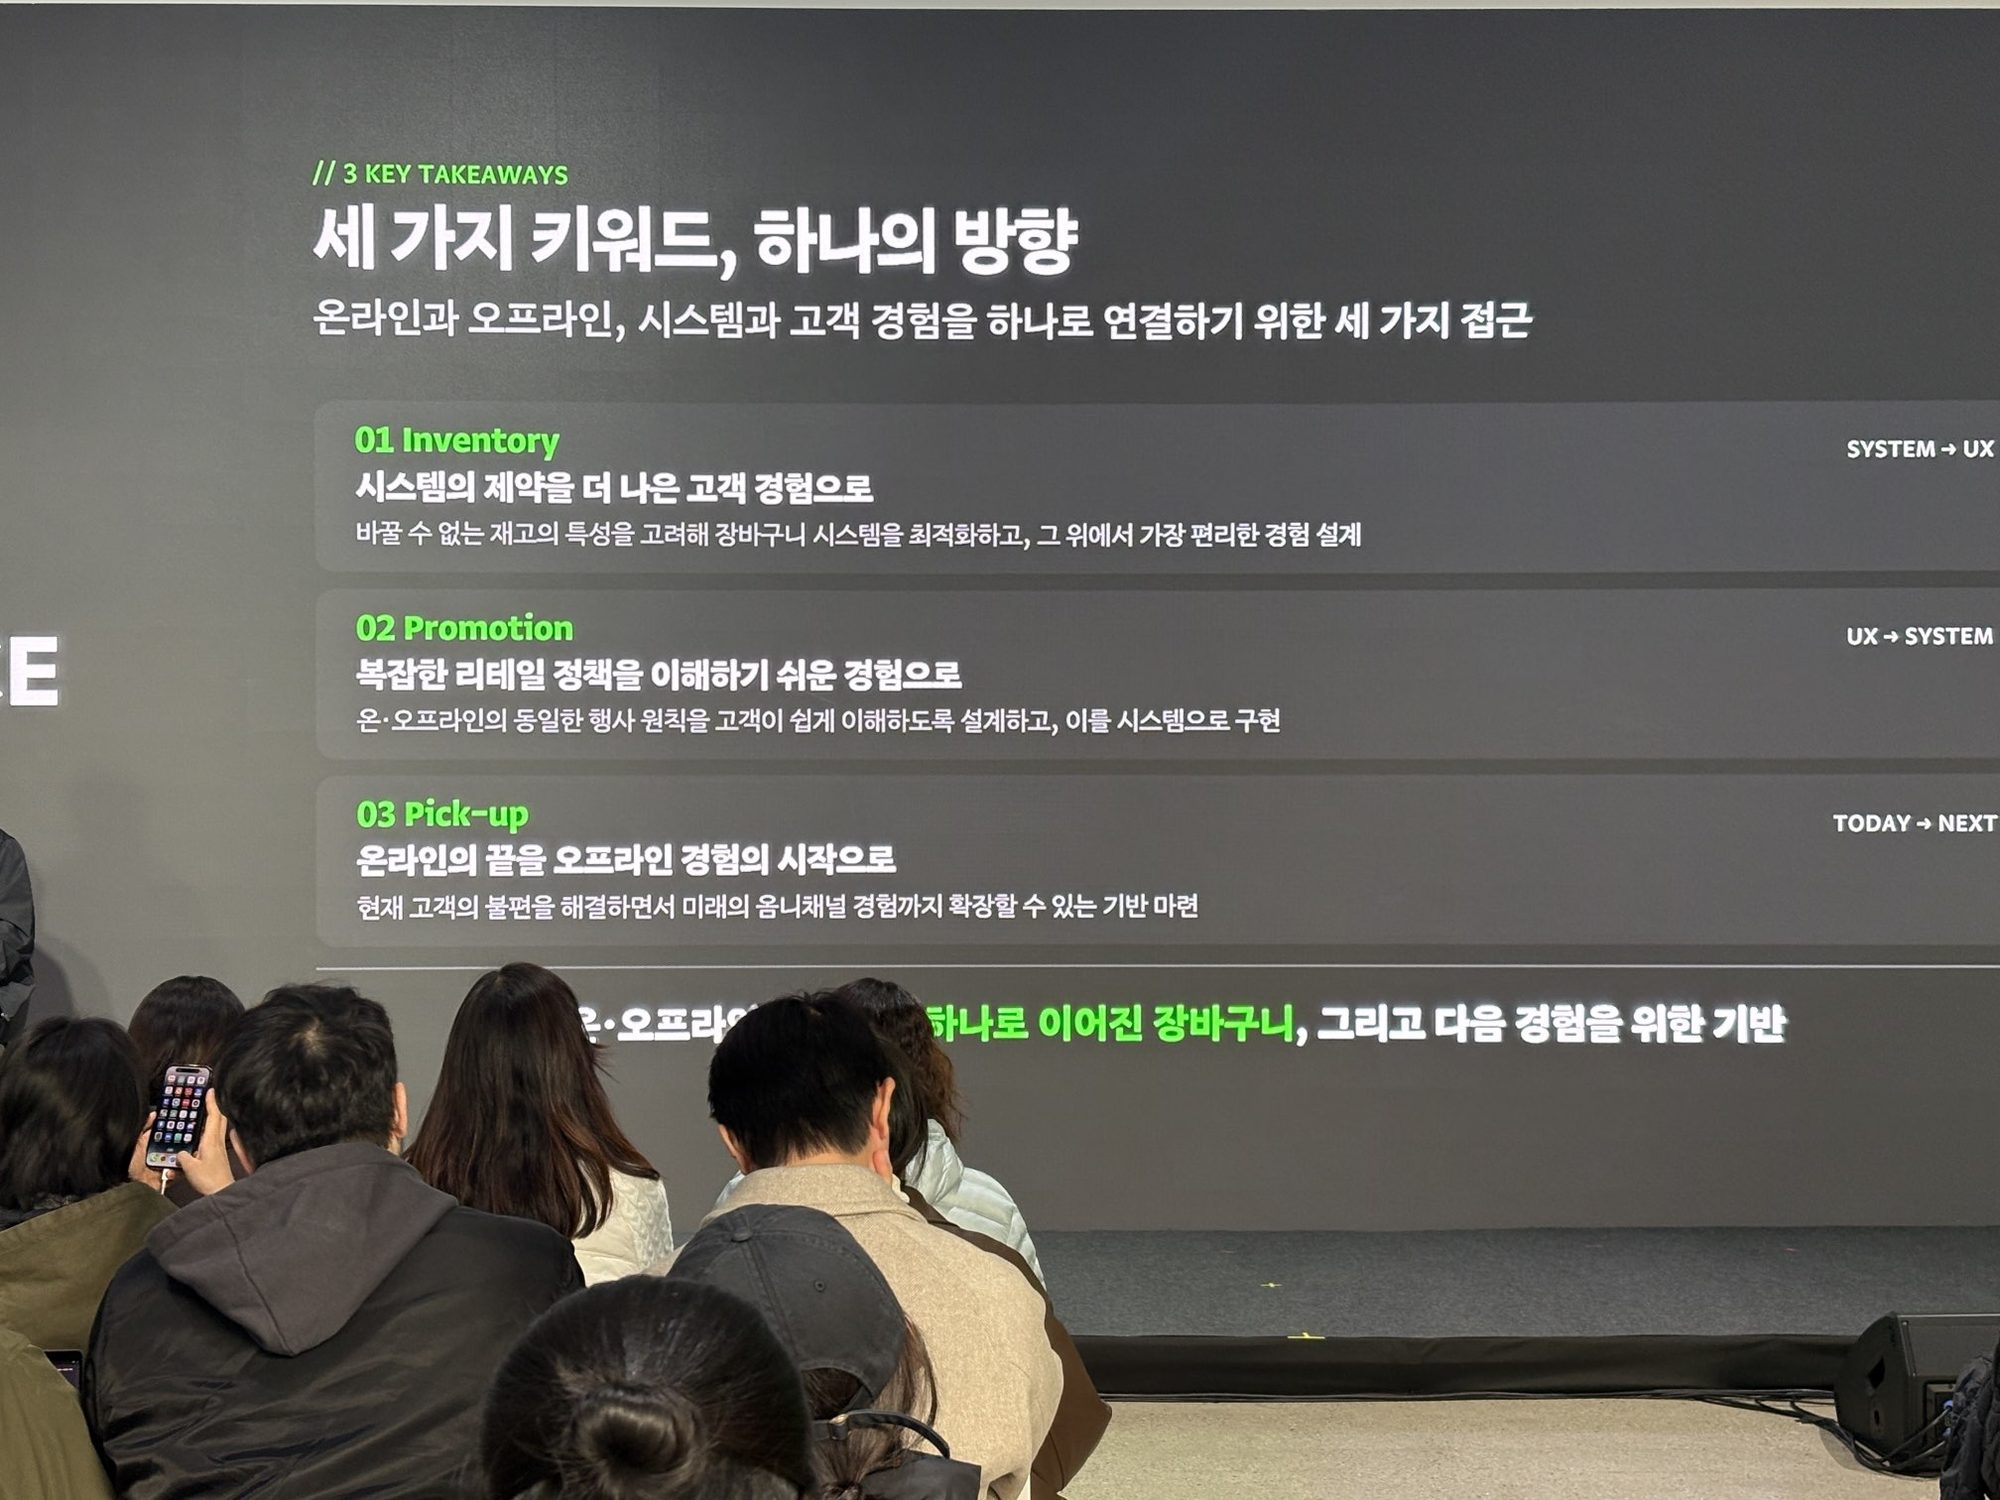 // 3 KEY TAKEAWAYS
세 가지 키워드, 하나의 방향
온라인과 오프라인, 시스템과 고객 경험을 하나로 연결하기 위한 세 가지 접근
01 Inventory
SYSTEM → UX
시스템의 제약을 더 나은 고객 경험으로
바꿀 수 없는 재고의 특성을 고려해 장바구니 시스템을 최적화하고, 그 위에서 가장 편리한 경험 설계
02 Promotion
UX → SYSTEM
복잡한 리테일 정책을 이해하기 쉬운 경험으로
온·오프라인의 동일한 행사 원칙을 고객이 쉽게 이해하도록 설계하고, 이를 시스템으로 구현
03 Pick-up
TODAY → NEXT
온라인의 끝을 오프라인 경험의 시작으로
현재 고객의 불편을 해결하면서 미래의 옴니채널 경험까지 확장할 수 있는 기반 마련
하나로 이어진 장바구니, 그리고 다음 경험을 위한 기반